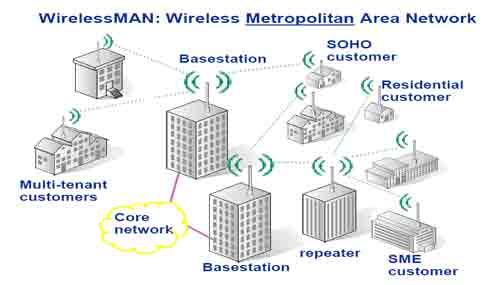 WirelessMAN: Wireless Metropolitan Area Network
SOHO
customer
Basestation
Residential
customer
Multi-tenant
customers
Core
network
Basestation
repeater
SME
customer